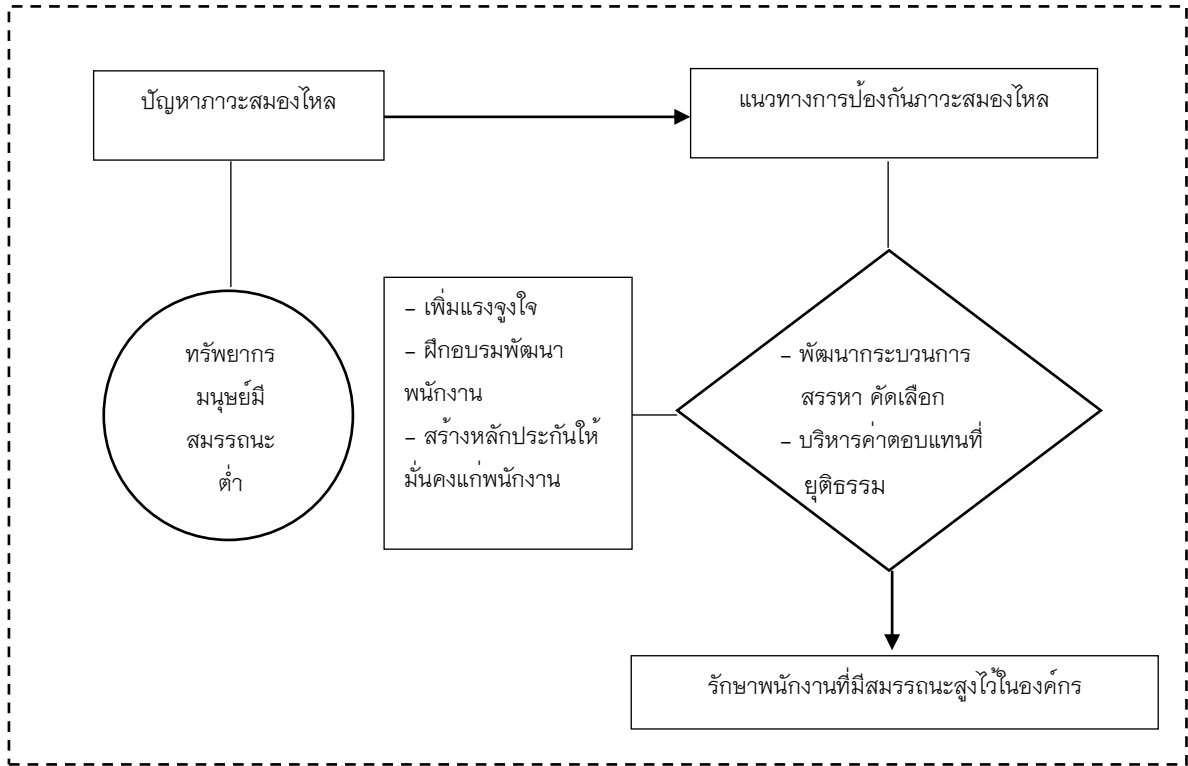 ปัญหาภาวะสมองไหล
แนวทางการป้องกันภาวะสมองไหล
ทรัพยากร
มนุษย์มี
สมรรถนะ
ต่ำ
– เพิ่มแรงจูงใจ
– ฝึกอบรมพัฒนา
พนักงาน
– สร้างหลักประกันให้
มั่นคงแก่พนักงาน
– พัฒนากระบวนการ
สรรหา คัดเลือก
– บริหารค่าตอบแทนที่
ยุติธรรม
รักษาพนักงานที่มีสมรรถนะสูงไว้ในองค์กร